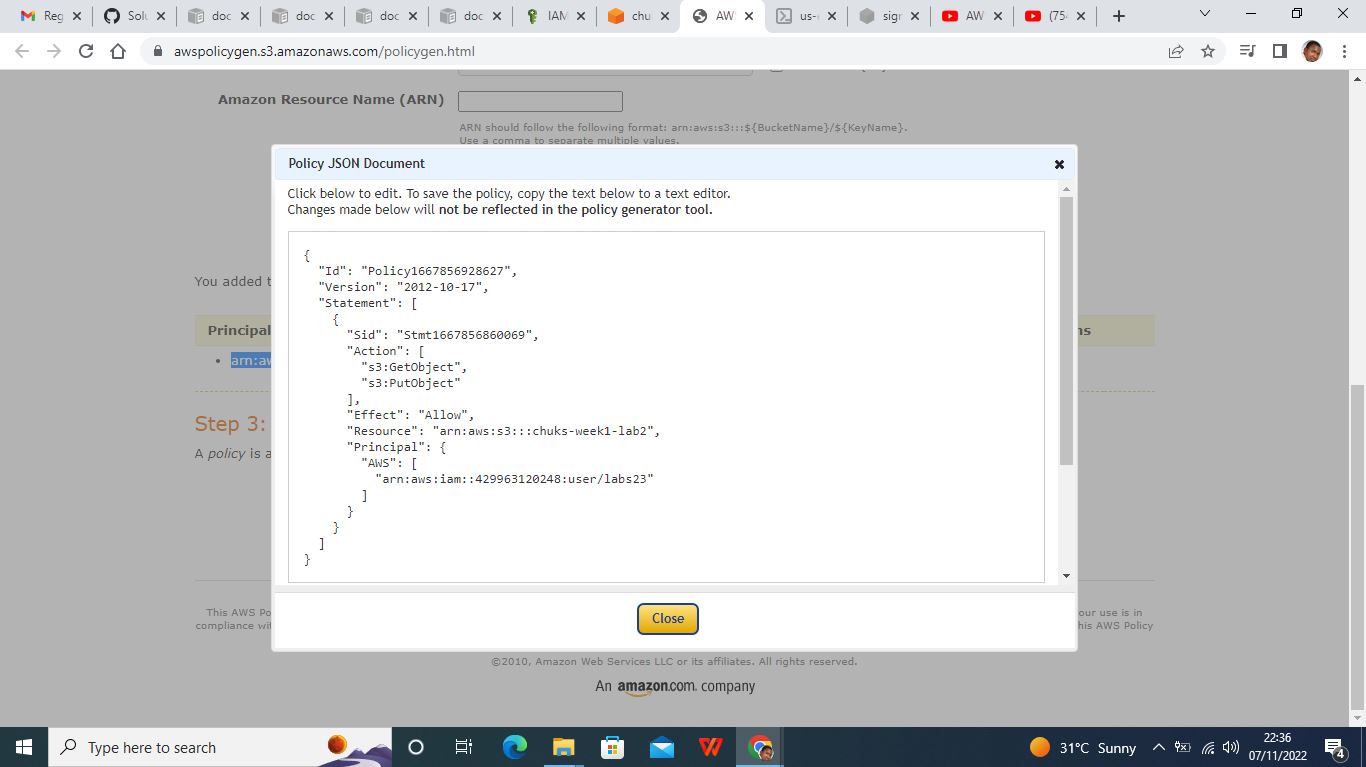 Reg
Solu
doc
doc
doc
doc
IAM
chu
AW
us-
sigr
AW
(75
awspolicygen.s3.amazonaws.com/policygen.html
Amazon Resource Name (ARN)
ARN should follow the following format: arn:aws:s3:::${BucketName}/${KeyName}.
Use a comma to separate multiple values.
Policy JSON Document
Click below to edit. To save the policy, copy the text below to a text editor.
Changes made below will not be reflected in the policy generator tool.
{
"Id": "Policy1667856928627",
"Version": "2012-10-17",
"Statement": [
{
"Sid": "Stmt1667856860069",
"Action": [
"s3:GetObject",
"s3:PutObject"
],
"Effect": "Allow",
"Resource": "arn:aws:s3:::chuks-week1-lab2",
"Principal": {
"AWS": [
"arn:aws:iam::429963120248:user/labs23"
]
}
}
]
}
Close
You added t
Principal
ns
arn:aw
Step 3:
A policy is a
This AWS Po
our use is in
compliance wit
his AWS Policy
©2010, Amazon Web Services LLC or its affiliates. All rights reserved.
An amazon.com. company
Type here to search
31°C Sunny
22:36
07/11/2022
4